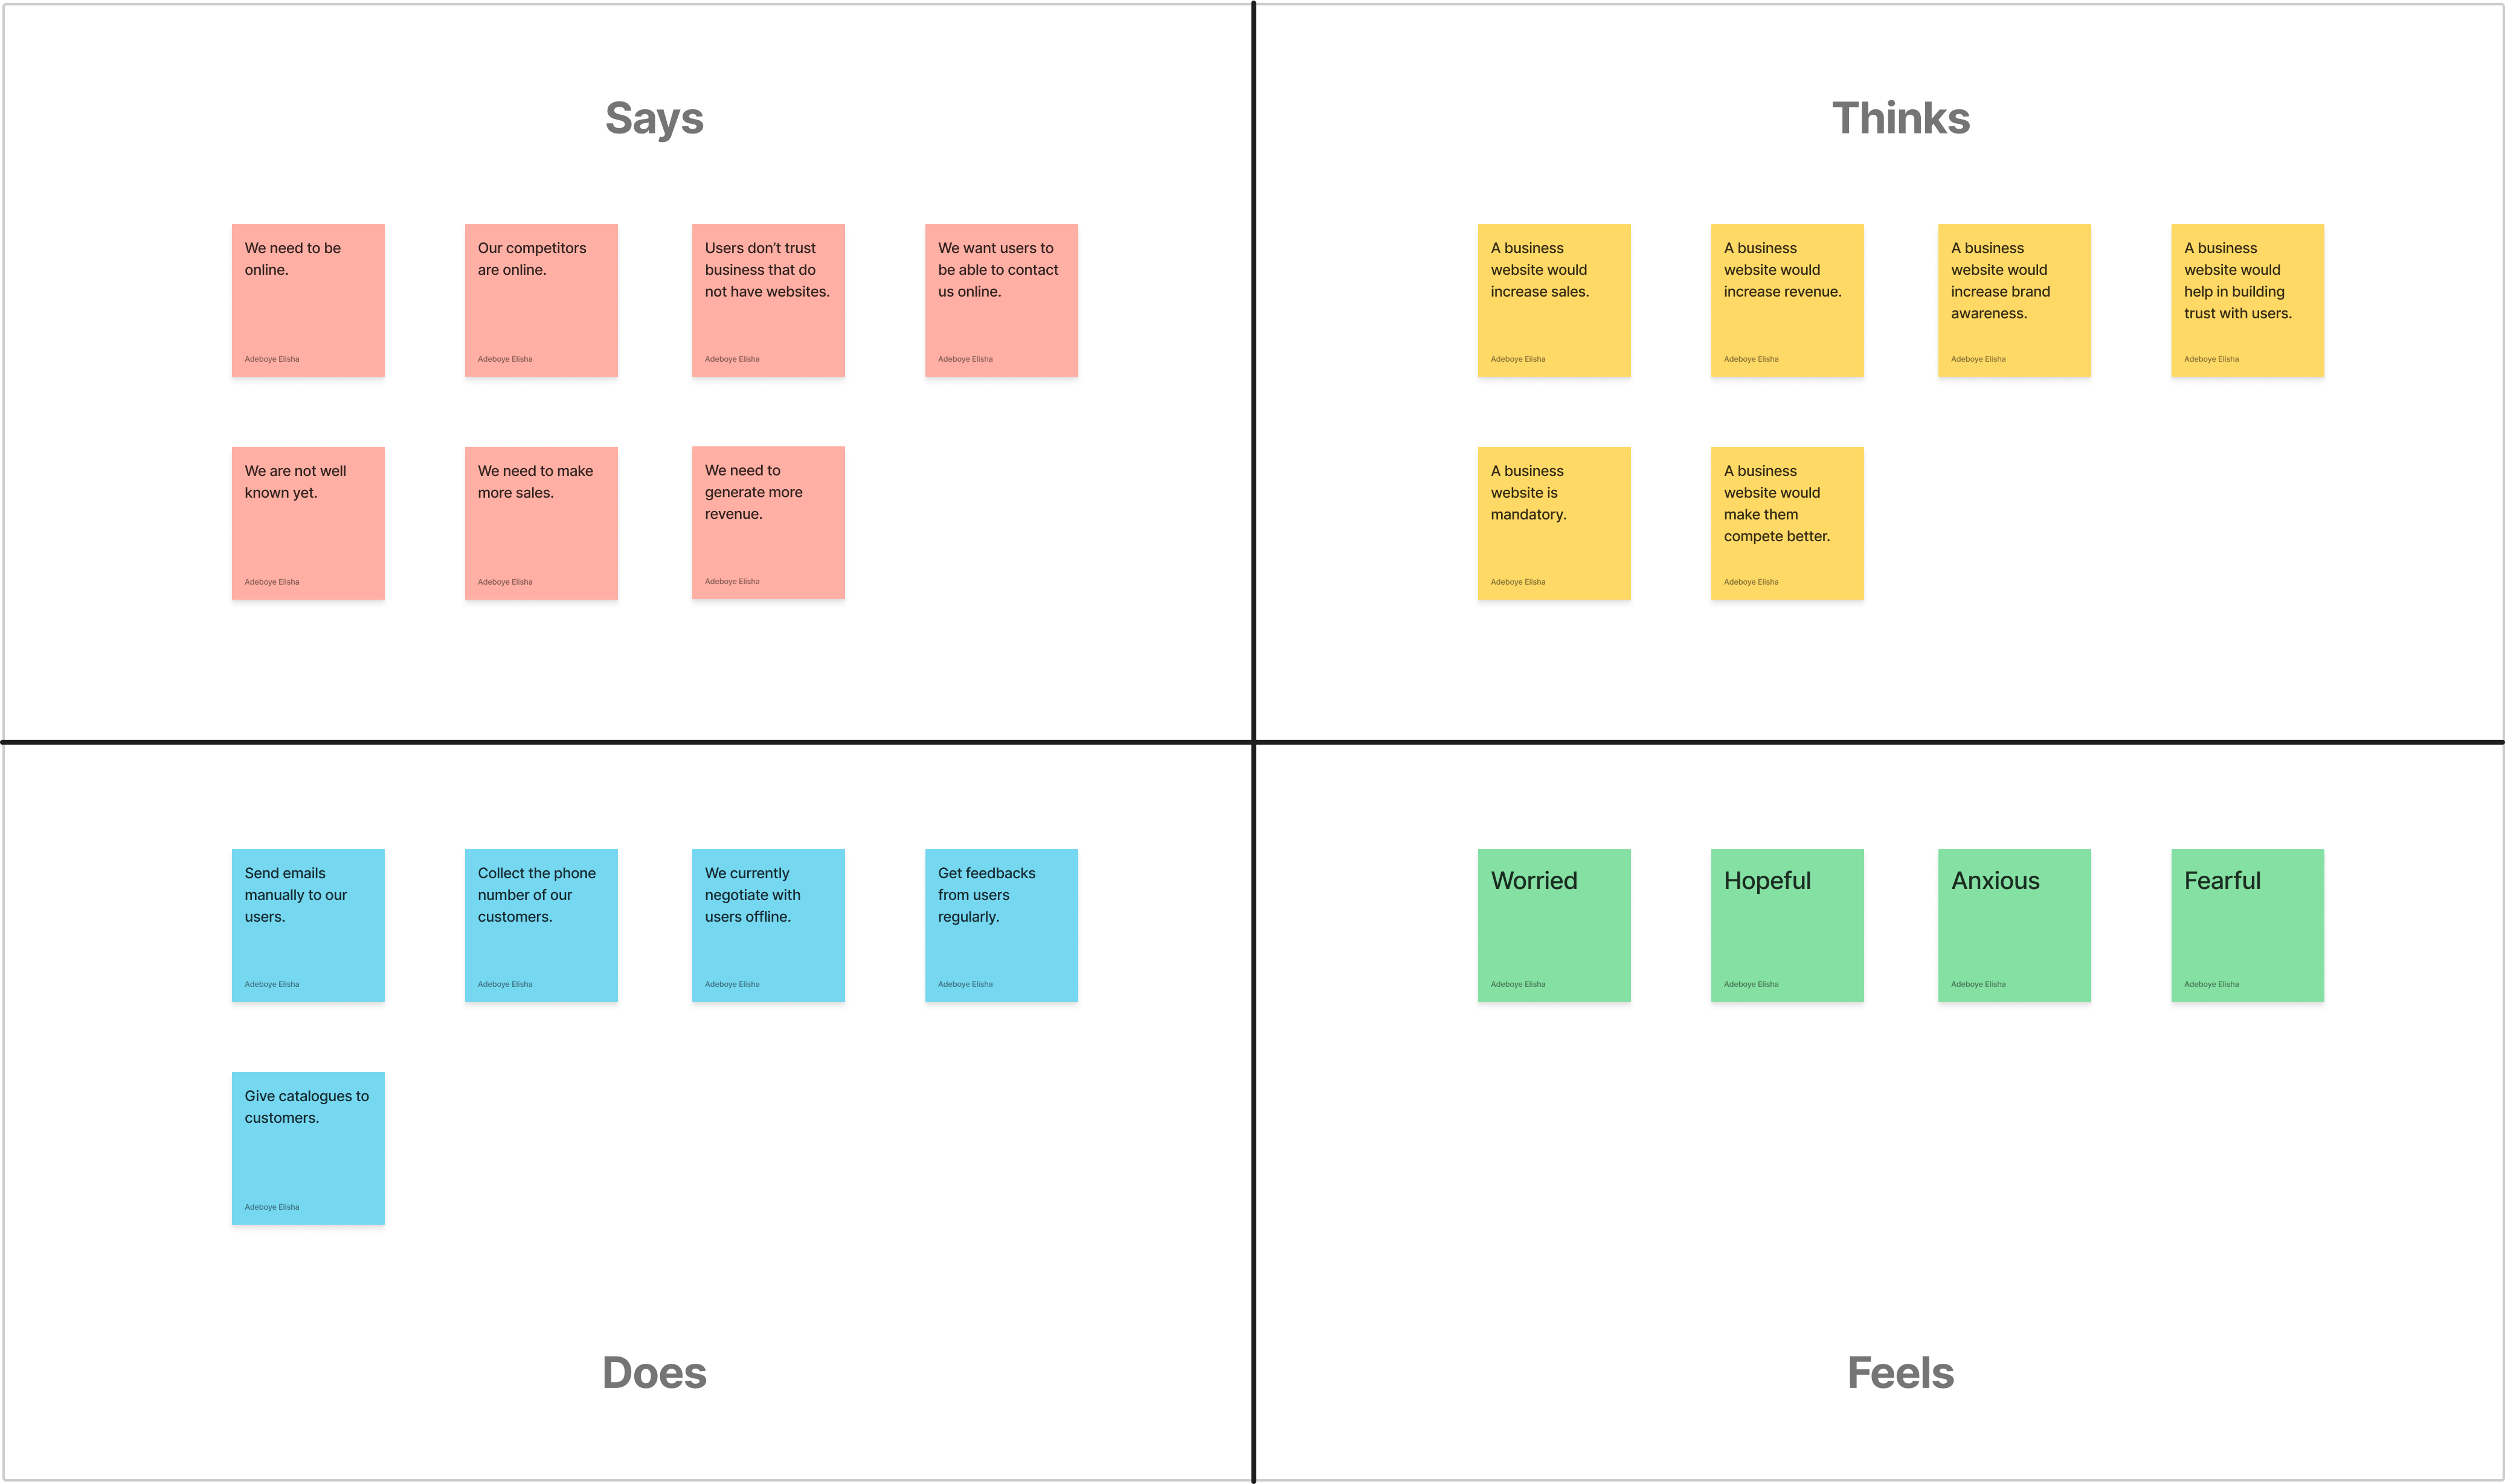 Says
We need to be
online.
Adeboye Elisha
Our competitors
are online.
Adeboye Elisha
Users don’t trust
business that do
not have websites.
Adeboye Elisha
We want users to
be able to contact
us online.
Adeboye Elisha
We are not well
known yet.
Adeboye Elisha
We need to make
more sales.
Adeboye Elisha
We need to
generate more
revenue.
Adeboye Elisha
Thinks
A business
website would
increase sales.
Adeboye Elisha
A business
website would
increase revenue.
Adeboye Elisha
A business
website would
increase brand
awareness.
Adeboye Elisha
A business
website would
help in building
trust with users.
Adeboye Elisha
A business
website is
mandatory.
Adeboye Elisha
A business
website would
make them
compete better.
Adeboye Elisha
Send emails
manually to our
users.
Adeboye Elisha
Collect the phone
number of our
customers.
Adeboye Elisha
We currently
negotiate with
users offline.
Adeboye Elisha
Get feedbacks
from users
regularly.
Adeboye Elisha
Give catalogues to
customers.
Adeboye Elisha
Does
Worried
Adeboye Elisha
Hopeful
Adeboye Elisha
Anxious
Adeboye Elisha
Fearful
Adeboye Elisha
Feels